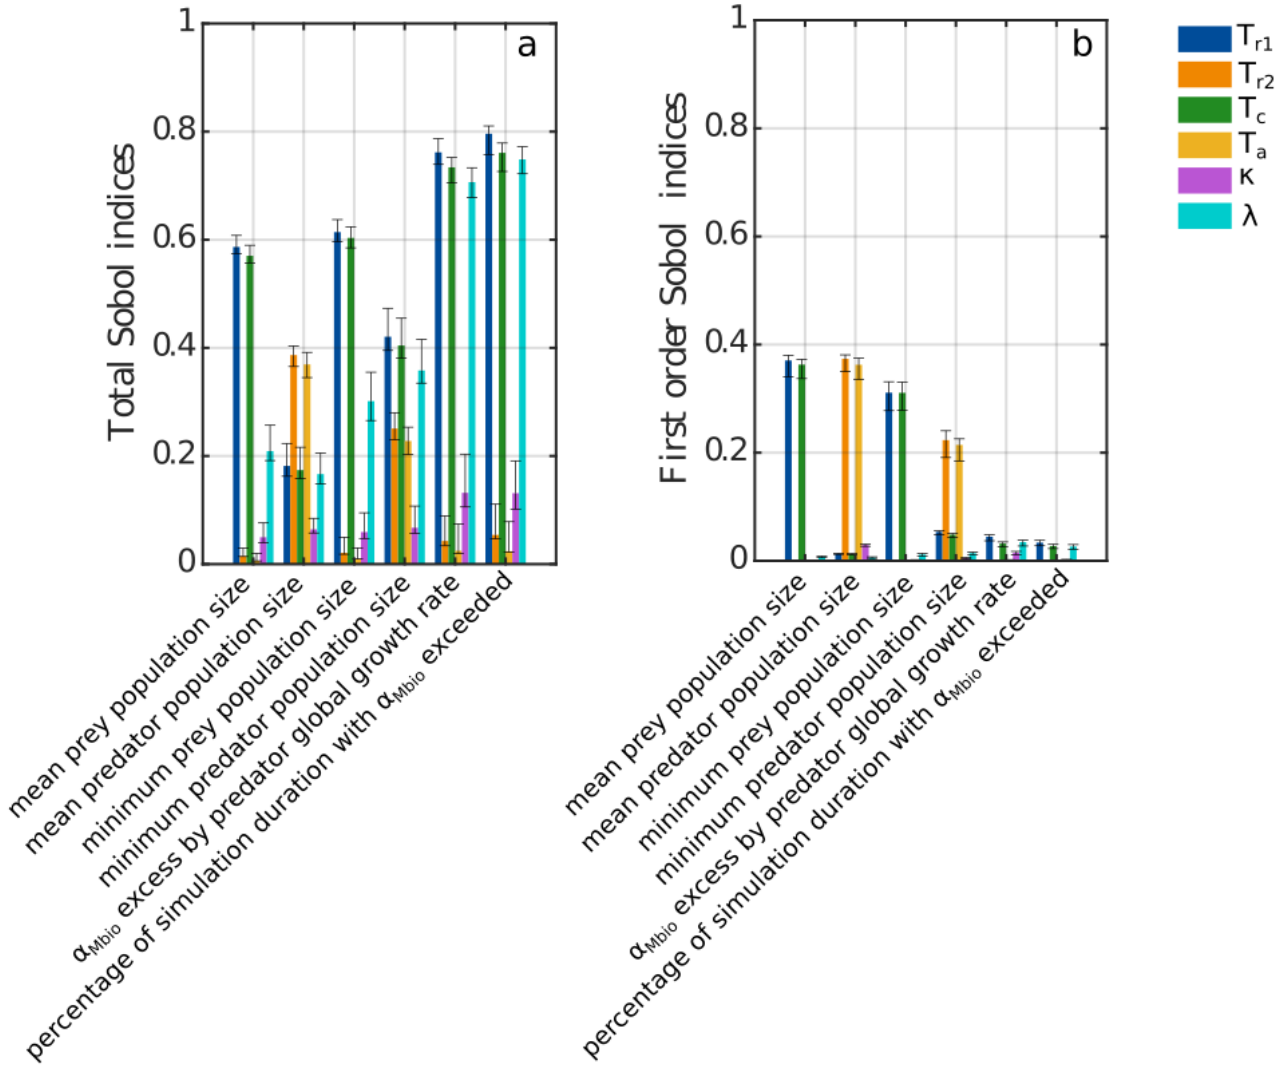 a
Total Sobol indices
1
0.8
0.6
0.4
0.2
0
mean prey population size
mean predator population size
minimum prey population size
minimum predator population size
αMbio excess by predator global growth rate
percentage of simulation duration with αMbio exceeded
b
First order Sobol indices
1
0.8
0.6
0.4
0.2
0
mean prey population size
mean predator population size
minimum prey population size
minimum predator population size
αMbio excess by predator global growth rate
percentage of simulation duration with αMbio exceeded
Tr1
Tr2
Tc
Ta
κ
λ